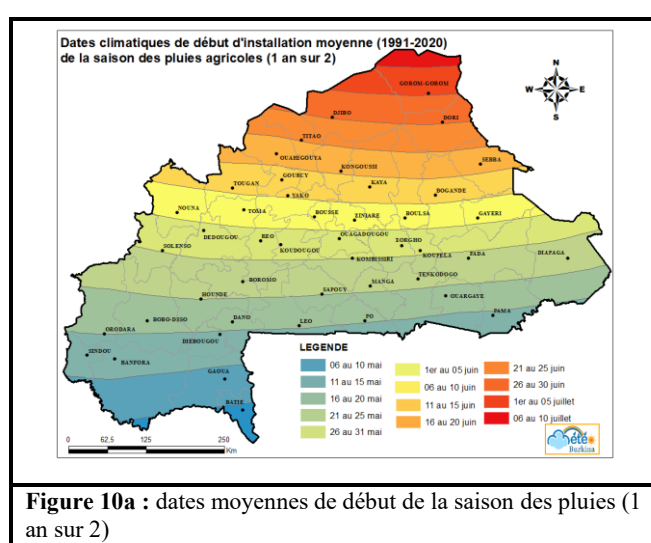 Dates climatiques de début d'installation moyenne (1991-2020)
de la saison des pluies agricoles (1 an sur 2)
N
W E
S
GOROM-GOROM
DJIBO
DORI
TITAO
OUAHIGOUYA
KONGOUSSI
SEBBA
GOURCY
TOUGAN
KAYA
YAKO
BOGANDE
NOUNA
TOMA
BOUSSE
ZINIARE
BOULSA
GAYERI
DEDOUGOU
REO
OUAGADOUGOU
ZORGHO
SOLENSO
KOUDOUGOU
KOUPELA
FADA
DIAPAGA
KOMBISSIRI
TENKODOGO
BOROMO
MANGA
HOUNDE
SAPOUY
OUARGAYE
BOBO-DSSO
DANO
LEO
PO
PAMA
ORODARA
DIEBOUGOU
SINDOU
BANFORA
GAOUA
BATIE
LEGENDE
06 au 10 mai
11 au 15 mai
16 au 20 mai
21 au 25 mai
26 au 31 mai
1er au 05 juin
06 au 10 juin
11 au 15 juin
16 au 20 juin
21 au 25 juin
26 au 30 juin
1er au 05 juillet
06 au 10 juillet
0 62,5 125 250
Km
été
Burkina
Figure 10a : dates moyennes de début de la saison des pluies (1
an sur 2)